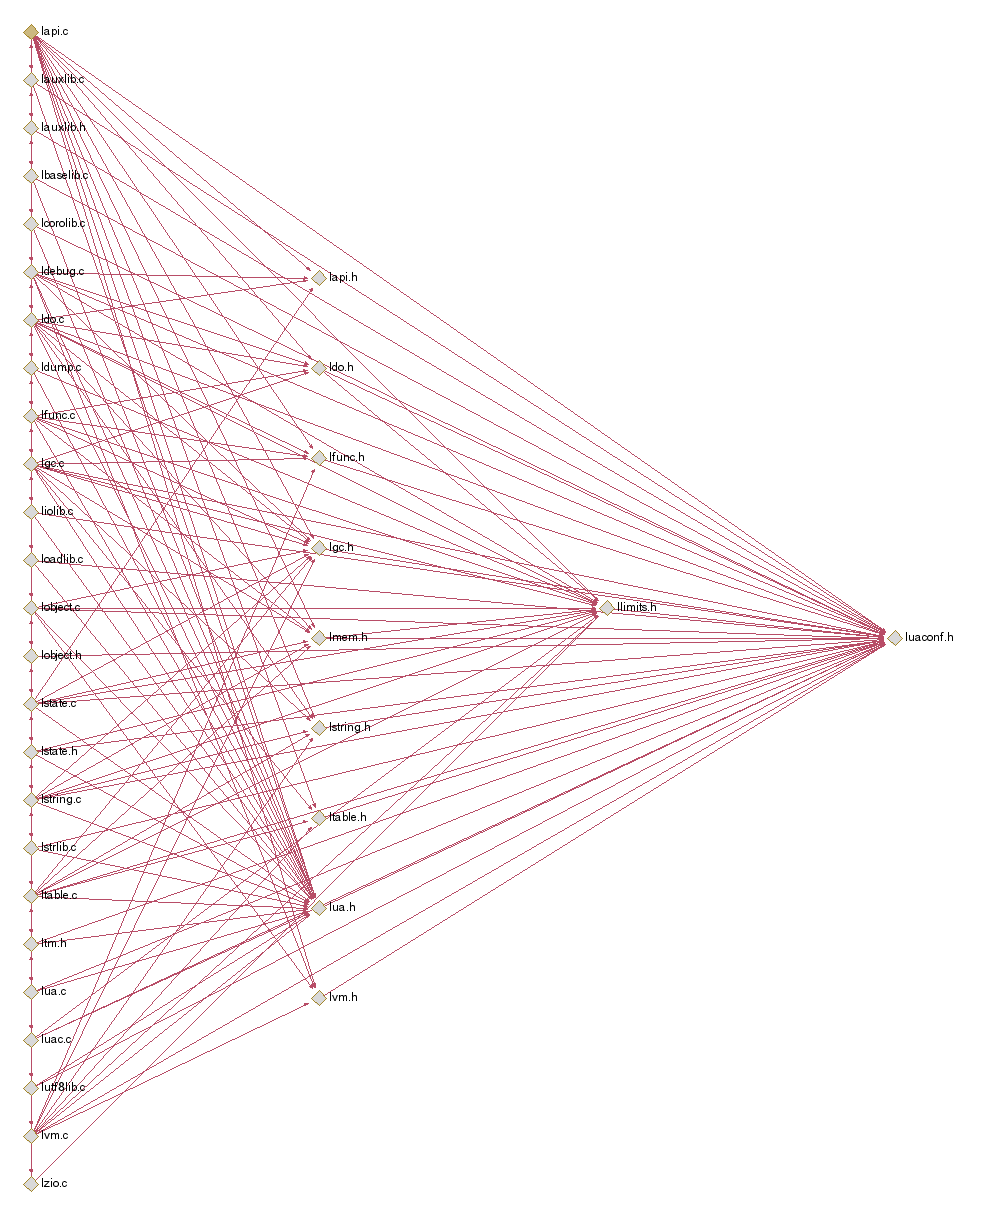 lapi.c
lauxlib.c
lauxlib.h
lbaselib.c
lcorolib.c
ldebug.c
lapi.h
ldo.c
ldump.c
ldo.h
lfunc.c
lfunc.h
lgc.c
liolib.c
lgc.h
loadlib.c
lobject.c
llimits.h
lmem.h
luaconf.h
lobject.h
lstate.c
lstring.h
lstate.h
lstring.c
ltable.h
lstrlib.c
ltable.c
lua.h
ltm.h
lua.c
lvm.h
luac.c
lutf8lib.c
lvm.c
lzio.c